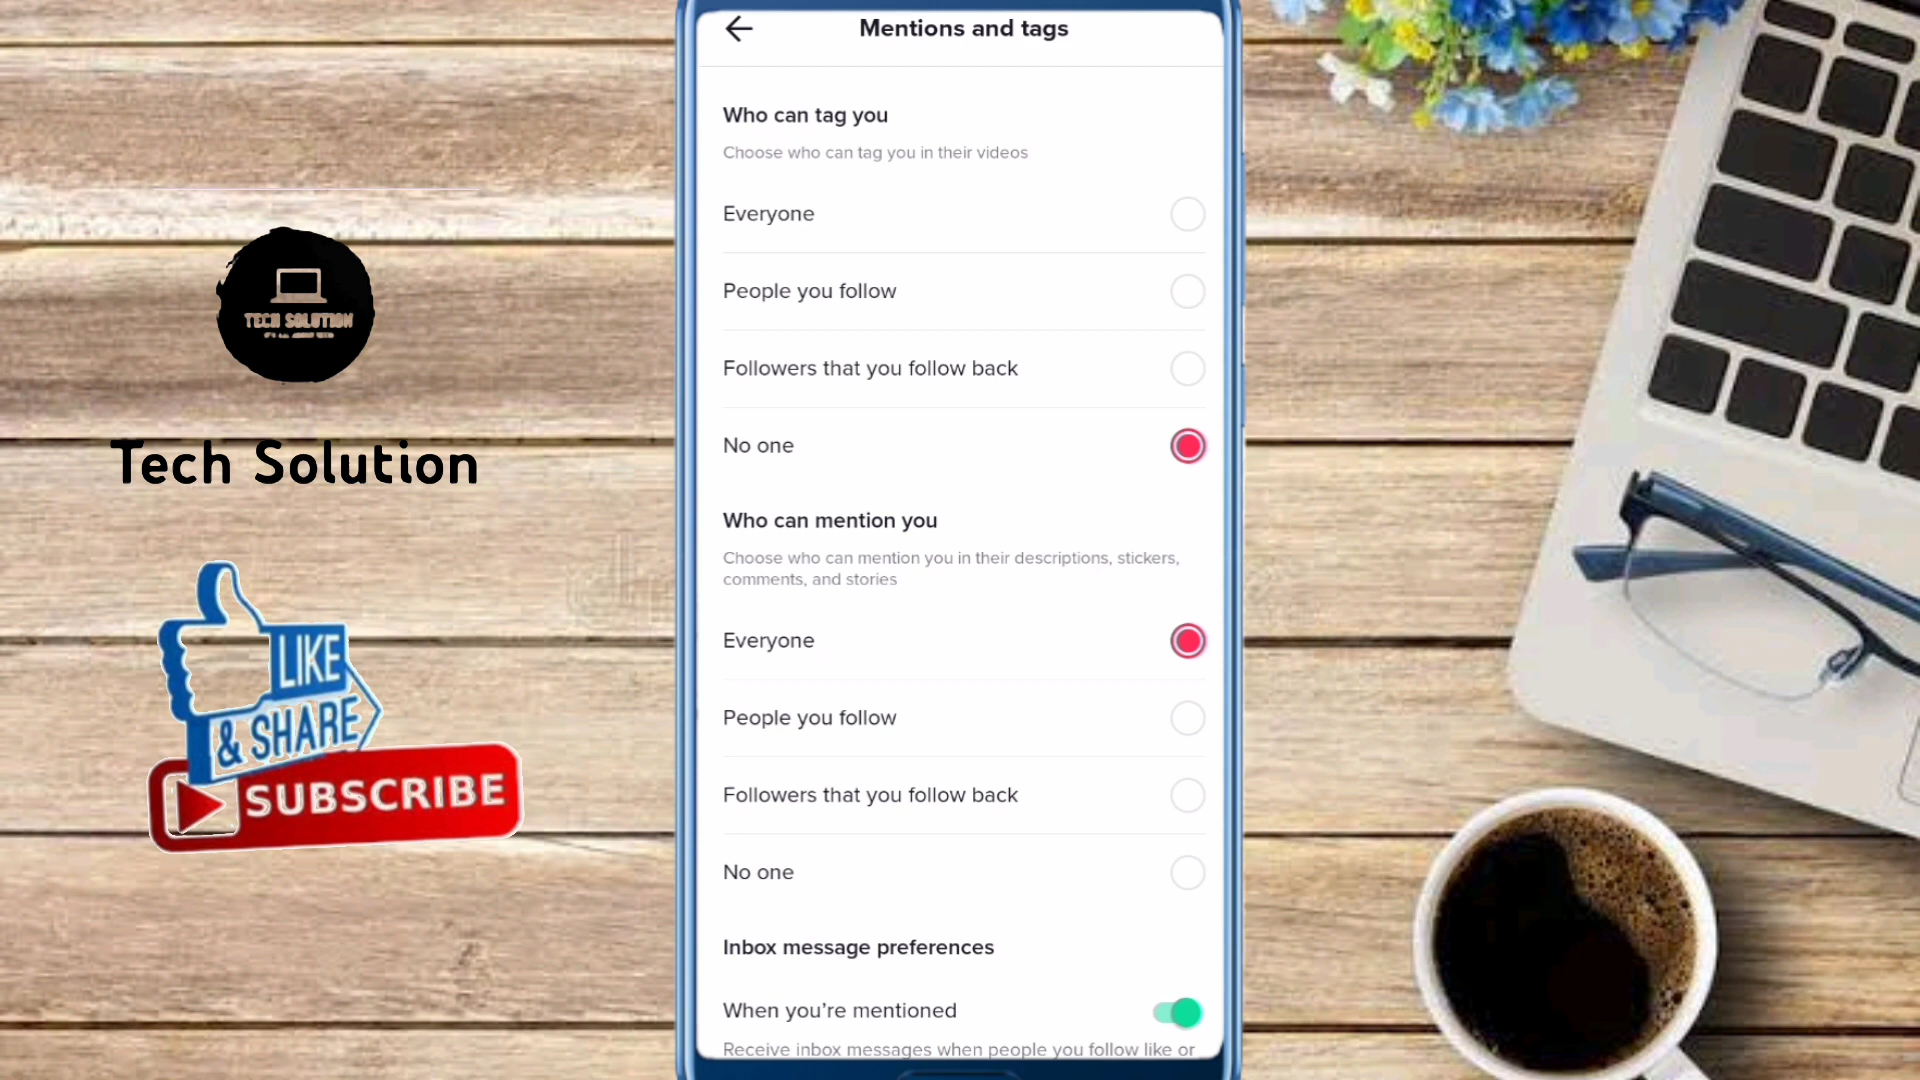 Mentions and tags
Who can tag you
Choose who can tag you in their videos
Everyone
People you follow
Followers that you follow back
No one
Who can mention you
Choose who can mention you in their descriptions, stickers,
comments, and stories
Everyone
People you follow
Followers that you follow back
No one
Inbox message preferences
When you’re mentioned
Receive inbox messages when people you follow like or
TECH SOLUTION
Tech Solution
LIKE
& SHARE
SUBSCRIBE